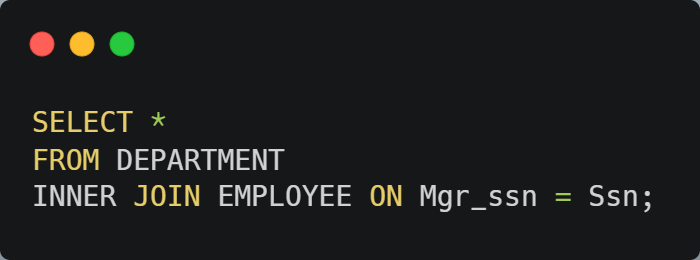 SELECT *
FROM DEPARTMENT
INNER JOIN EMPLOYEE ON Mgr_ssn = Ssn;